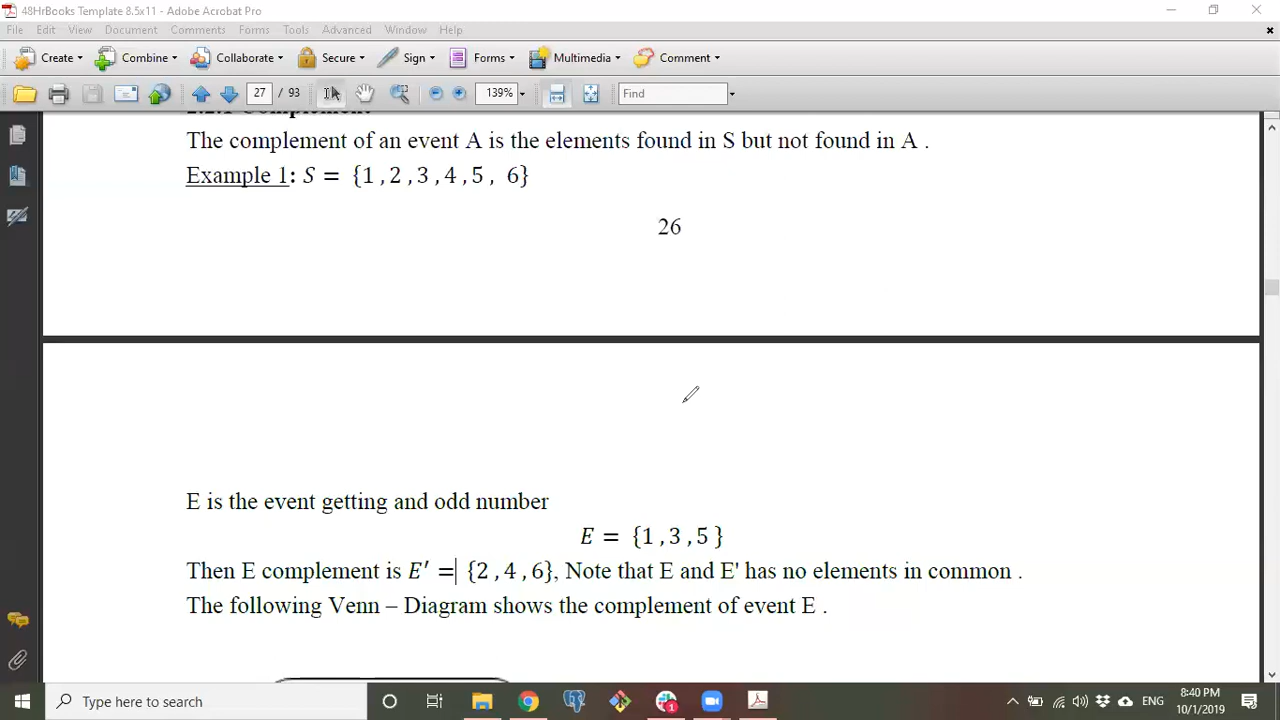 48HrBooks Template 8.5x11 - Adobe Acrobat Pro
File Edit View Document Comments Forms Tools Advanced Window Help
Create Combine Collaborate Secure Sign Forms Multimedia Comment
27 / 93 139% Find
2.2.1 Complement
The complement of an event A is the elements found in S but not found in A .
Example 1: S = {1 ,2 ,3 ,4 ,5 , 6}
26
E is the event getting and odd number
E = {1 ,3 ,5 }
Then E complement is E′ = {2 ,4 ,6}, Note that E and E' has no elements in common .
The following Venn – Diagram shows the complement of event E .
Type here to search
1
ENG
8:40 PM
10/1/2019